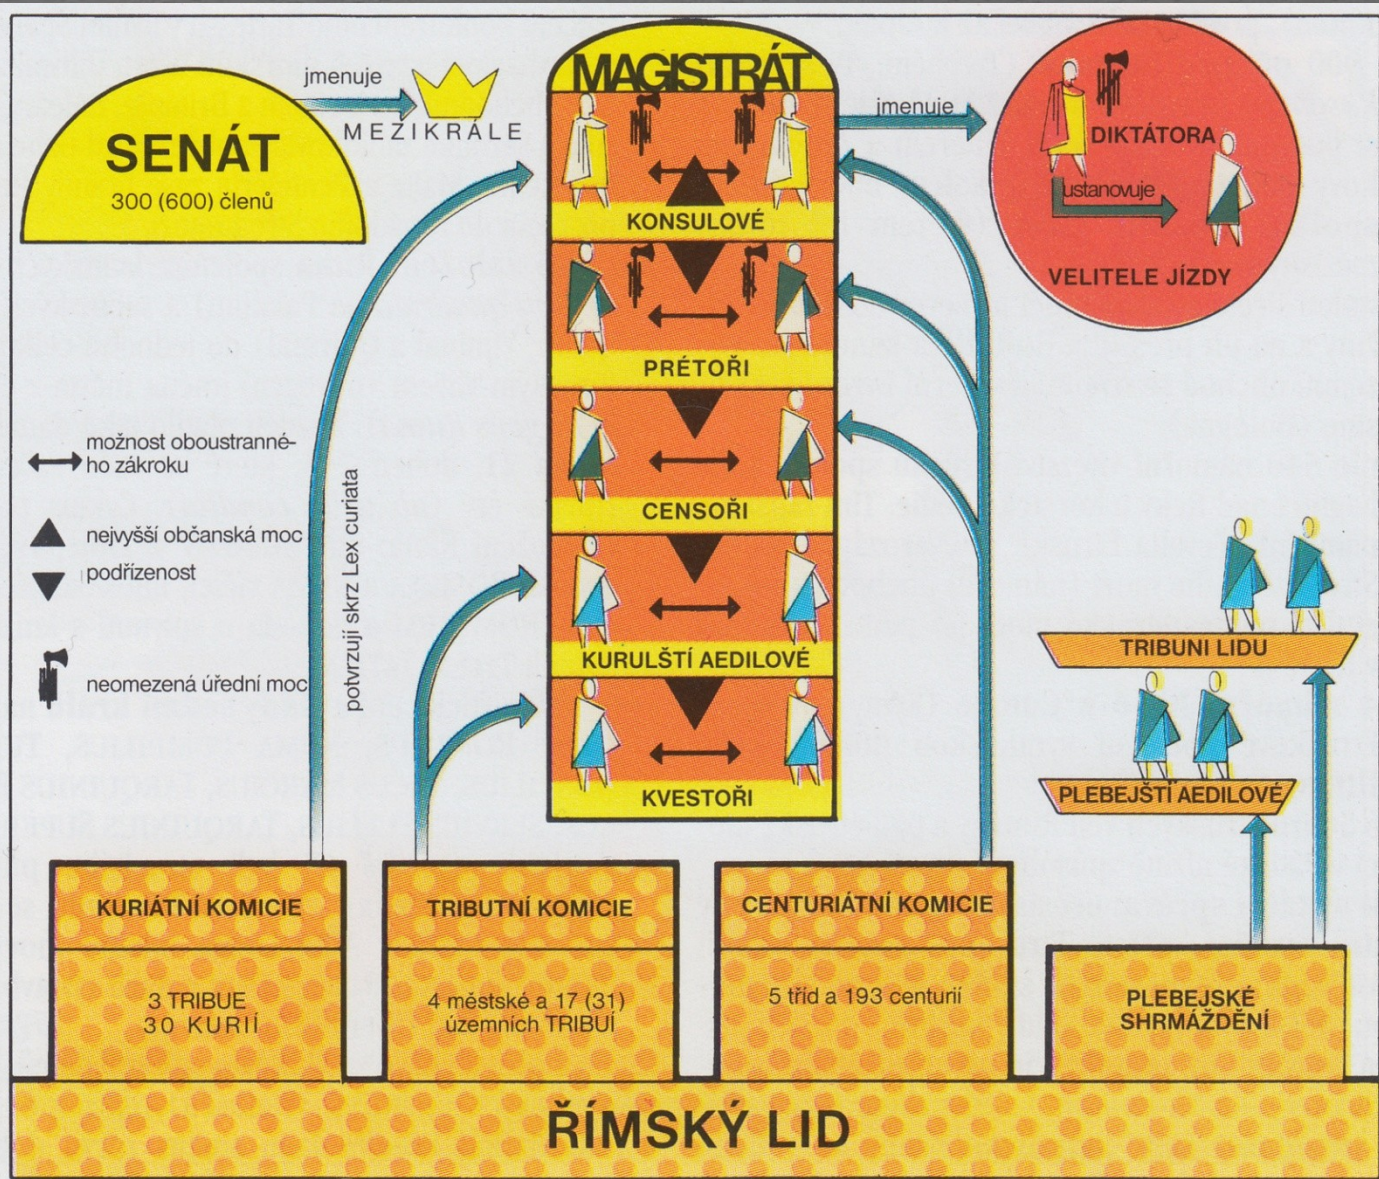 SENÁT
300 (600) členů
jmenuje
MEZIKRÁLE
MAGISTRÁT
KONSULOVÉ
PRÉTOŘI
CENSOŘI
KURULŠTÍ AEDILOVÉ
KVESTOŘI
jmenuje
DIKTÁTORA
ustanovuje
VELITELE JÍZDY
možnost oboustranné-
ho zákroku
nejvyšší občanská moc
podřízenost
neomezená úřední moc
potvrzují skrz Lex curiata
TRIBUNI LIDU
PLEBEJŠTÍ AEDILOVÉ
KURIÁTNÍ KOMICIE
3 TRIBUE
30 KURIÍ
TRIBUTNÍ KOMICIE
4 městské a 17 (31)
územních TRIBUÍ
CENTURIÁTNÍ KOMICIE
5 tříd a 193 centurií
PLEBEJSKÉ
SHRMÁŽDĚNÍ
ŘÍMSKÝ LID